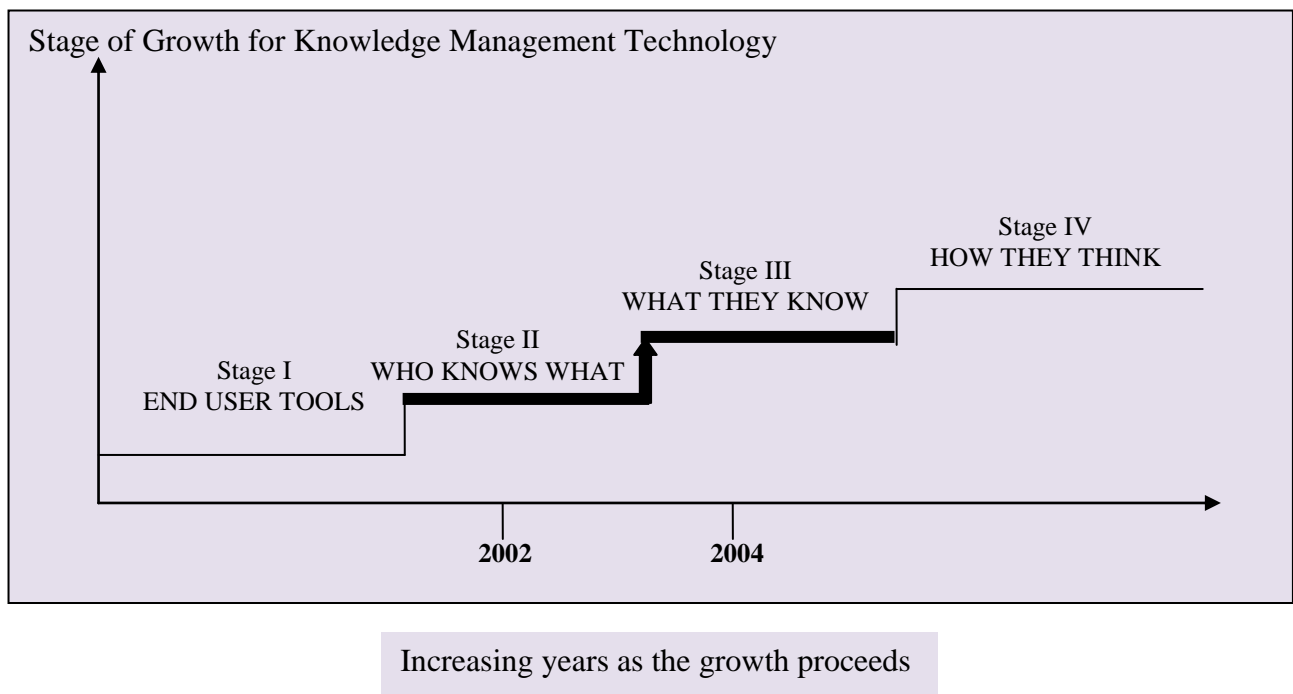 Stage of Growth for Knowledge Management Technology
Stage IV
HOW THEY THINK
Stage III
WHAT THEY KNOW
Stage II
WHO KNOWS WHAT
Stage I
END USER TOOLS
2002
2004
Increasing years as the growth proceeds